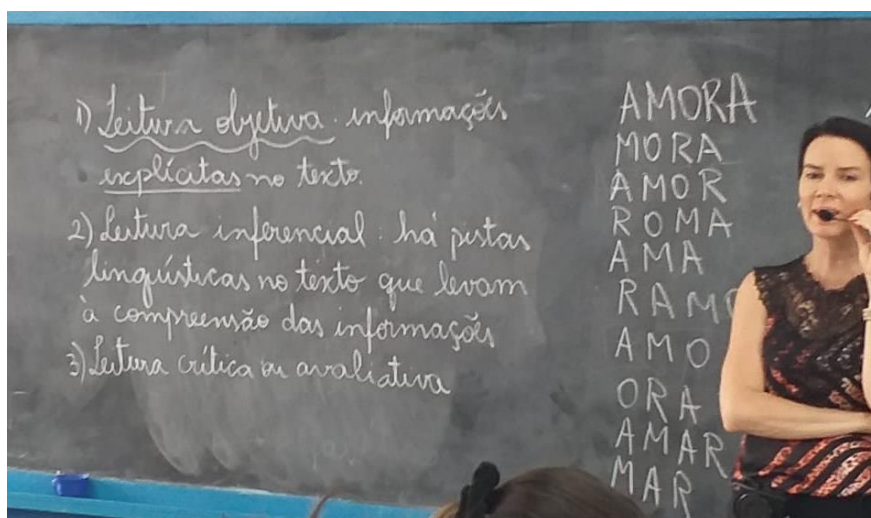 1) Leitura objetiva: informações
explícitas no texto.
2) Leitura inferencial: há pistas
linguísticas no texto que levam
à compreensão das informações
3) Leitura crítica ou avaliativa
AMORA
MORA
AMOR
ROMA
AMA
RAMO
AMO
ORA
AMAR
MAR